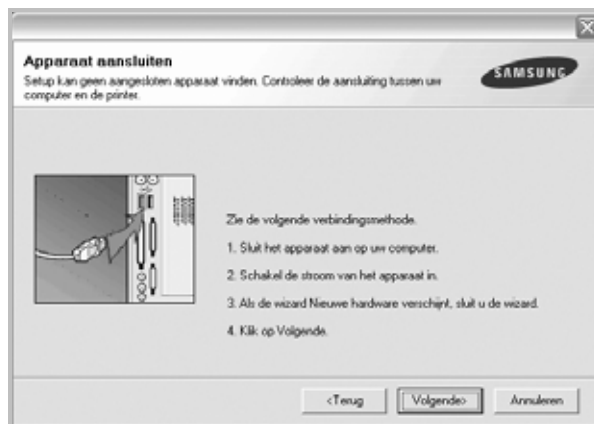 Apparaat aansluiten
Setup kan geen aangesloten apparaat vinden. Controleer de aansluiting tussen uw
computer en de printer.
SAMSUNG
Zie de volgende verbindingsmethode.
1. Sluit het apparaat aan op uw computer.
2. Schakel de stroom van het apparaat in.
3. Als de wizard Nieuwe hardware verschijnt, sluit u de wizard.
4. Klik op Volgende.
<Terug
Volgende>
Annuleren